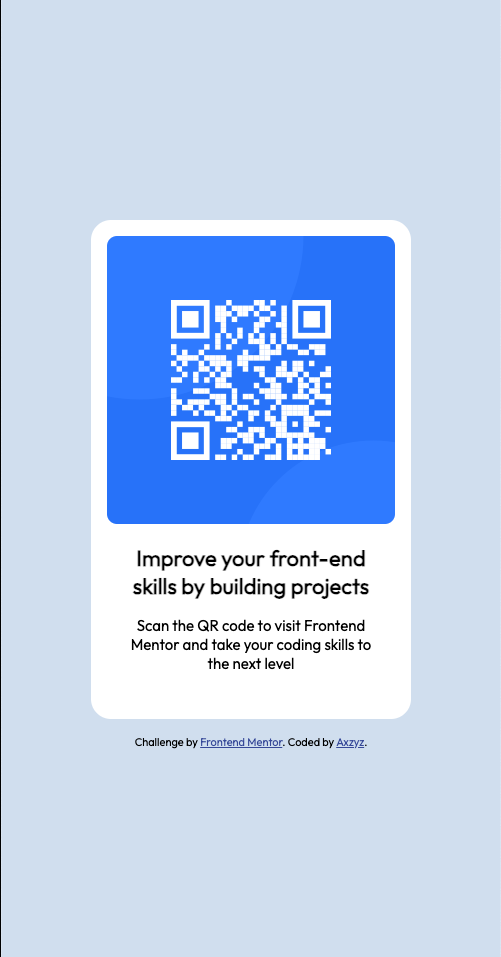 Improve your front-end
skills by building projects
Scan the QR code to visit Frontend
Mentor and take your coding skills to
the next level
Challenge by Frontend Mentor. Coded by Axzyz.